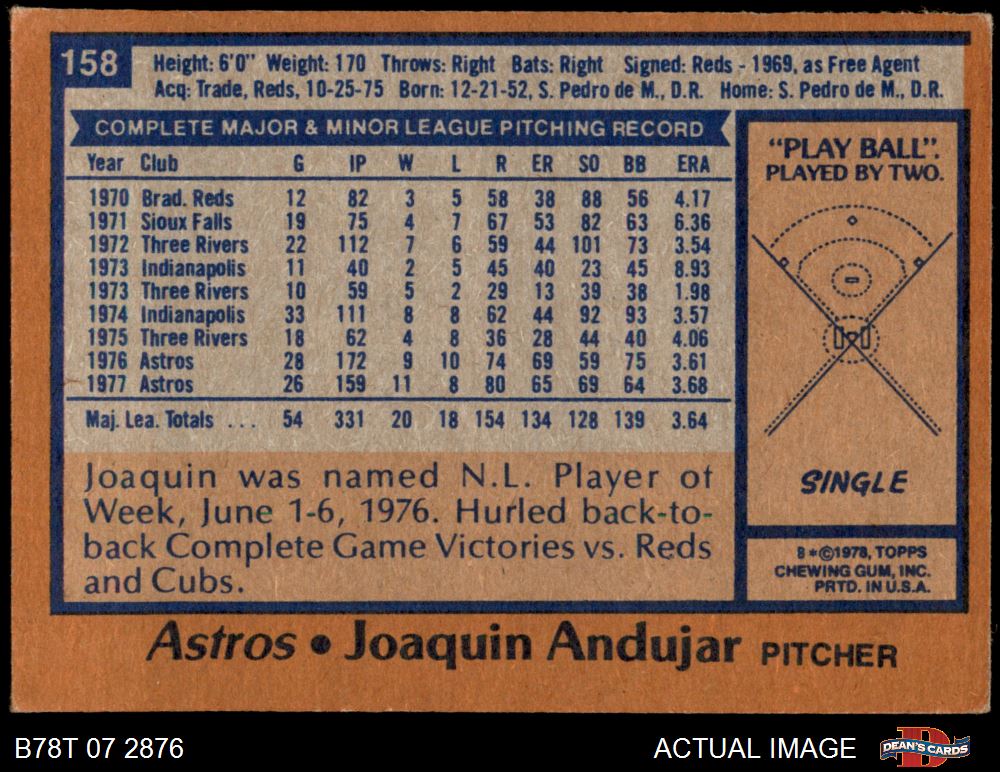 158
Height: 6'0" Weight: 170 Throws: Right Bats: Right Signed: Reds - 1969, as Free Agent
Acq: Trade, Reds, 10-25-75 Born: 12-21-52, S. Pedro de M., D.R. Home: S. Pedro de M., D.R.
COMPLETE MAJOR & MINOR LEAGUE PITCHING RECORD
Year Club G IP W L R ER SO BB ERA
1970 Brad. Reds 12 82 3 5 58 38 88 56 4.17
1971 Sioux Falls 19 75 4 7 67 53 82 63 6.36
1972 Three Rivers 22 112 7 6 59 44 101 73 3.54
1973 Indianapolis 11 40 2 5 45 40 23 45 8.93
1973 Three Rivers 10 59 5 2 29 13 39 38 1.98
1974 Indianapolis 33 111 8 8 62 44 92 93 3.57
1975 Three Rivers 18 62 4 8 36 28 44 40 4.06
1976 Astros 28 172 9 10 74 69 59 75 3.61
1977 Astros 26 159 11 8 80 65 69 64 3.68
Maj. Lea. Totals ... 54 331 20 18 154 134 128 139 3.64
Joaquin was named N.L. Player of
Week, June 1-6, 1976. Hurled back-to-
back Complete Game Victories vs. Reds
and Cubs.
"PLAY BALL".
PLAYED BY TWO.
SINGLE
B*©1978, TOPPS
CHEWING GUM, INC.
PRTD. IN U.S.A.
Astros • Joaquin Andujar PITCHER
B78T 07 2876
ACTUAL IMAGE
D
DEAN'S CARDS